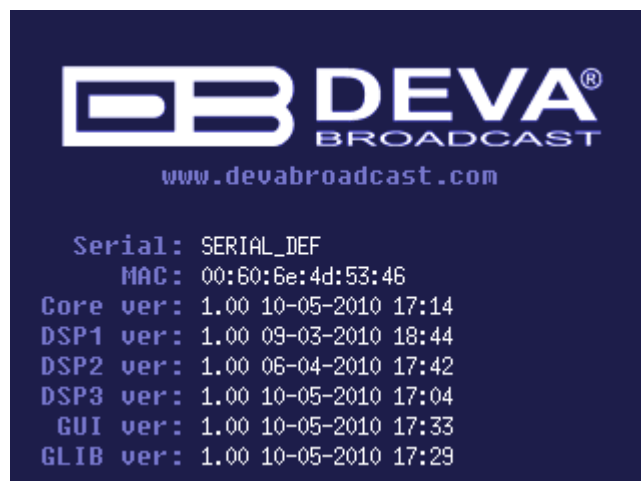 DEVA®
BROADCAST
www.devabroadcast.com
Serial: SERIAL_DEF
MAC: 00:60:6e:4d:53:46
Core ver: 1.00 10-05-2010 17:14
DSP1 ver: 1.00 09-03-2010 18:44
DSP2 ver: 1.00 06-04-2010 17:42
DSP3 ver: 1.00 10-05-2010 17:04
GUI ver: 1.00 10-05-2010 17:33
GLIB ver: 1.00 10-05-2010 17:29